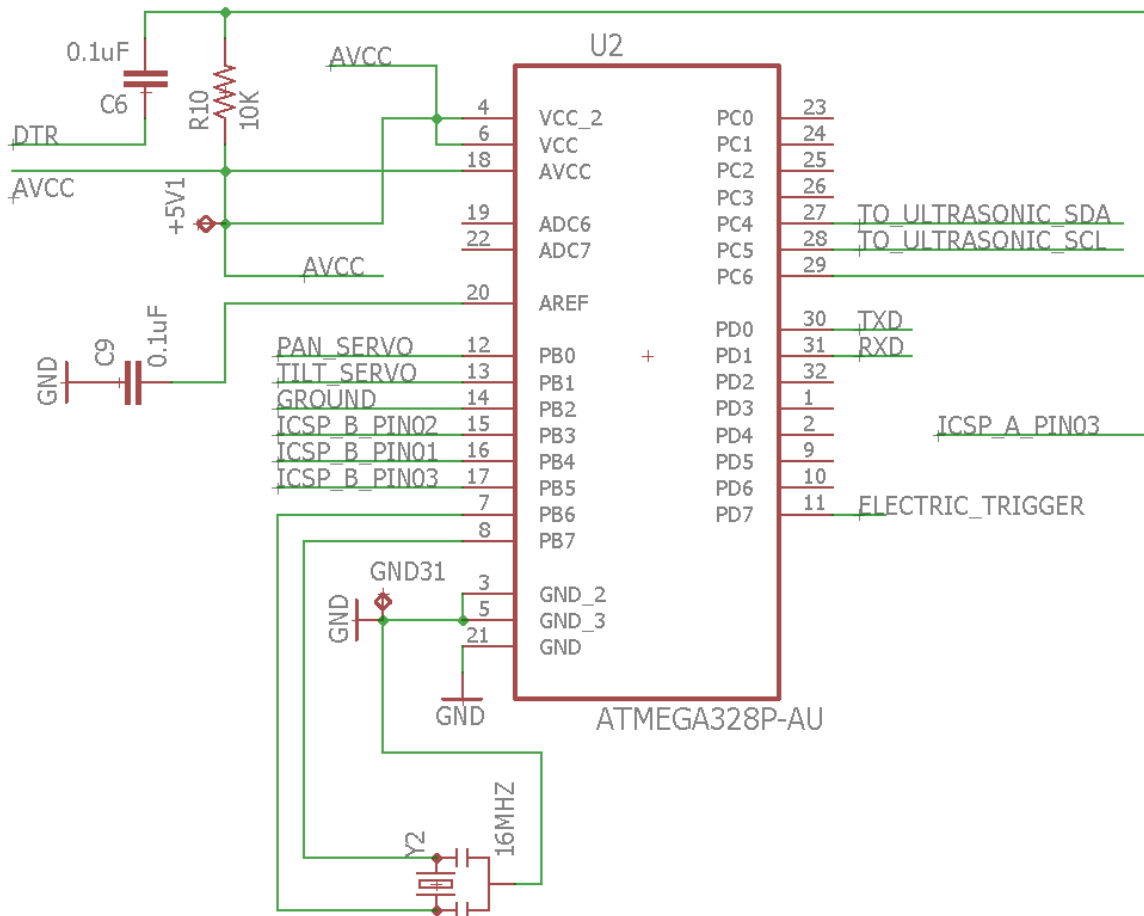 0.1uF
C6
R10
10K
DTR
AVCC
+5V1
AVCC
AVCC
C9
0.1uF
GND
U2
4 VCC_2 PC0 23
6 VCC PC1 24
18 AVCC PC2 25
PC3 26
19 ADC6 PC4 27 TO_ULTRASONIC_SDA
22 ADC7 PC5 28 TO_ULTRASONIC_SCL
PC6 29
20 AREF
PD0 30 TXD
PAN_SERVO 12 PB0 PD1 31 RXD
TILT_SERVO 13 PB1 PD2 32
GROUND 14 PB2 PD3 1
ICSP_B_PIN02 15 PB3 PD4 2 ICSP_A_PIN03
ICSP_B_PIN01 16 PB4 PD5 9
ICSP_B_PIN03 17 PB5 PD6 10
7 PB6 PD7 11 ELECTRIC_TRIGGER
8 PB7
GND31
GND
3 GND_2
5 GND_3
21 GND
GND
ATMEGA328P-AU
Y2
16MHZ